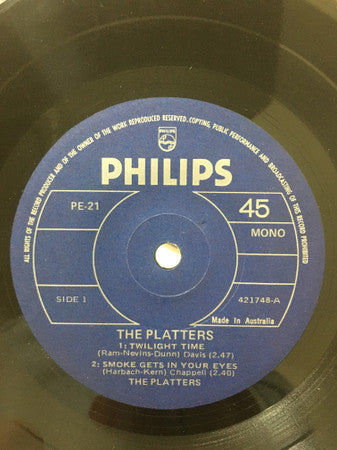 ALL RIGHTS OF THE RECORD PRODUCER AND OF THE OWNER OF THE WORK REPRODUCED RESERVED. COPYING, PUBLIC PERFORMANCE AND BROADCASTING OF THIS RECORD PROHIBITED
PHILIPS
PHILIPS
PE-21
45
MONO
SIDE 1
421748-A
Made In Australia
THE PLATTERS
1: TWILIGHT TIME
(Ram-Nevins-Dunn) Davis (2.47)
2: SMOKE GETS IN YOUR EYES
(Harbach-Kern) Chappell (2.40)
THE PLATTERS